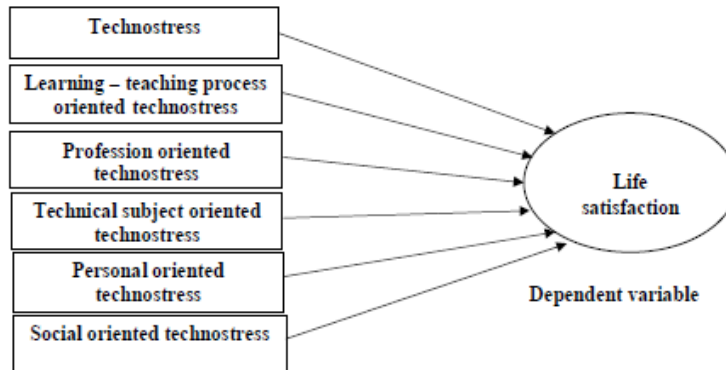 Technostress
Learning – teaching process
oriented technostress
Profession oriented
technostress
Technical subject oriented
technostress
Personal oriented
technostress
Social oriented technostress
Life
satisfaction
Dependent variable